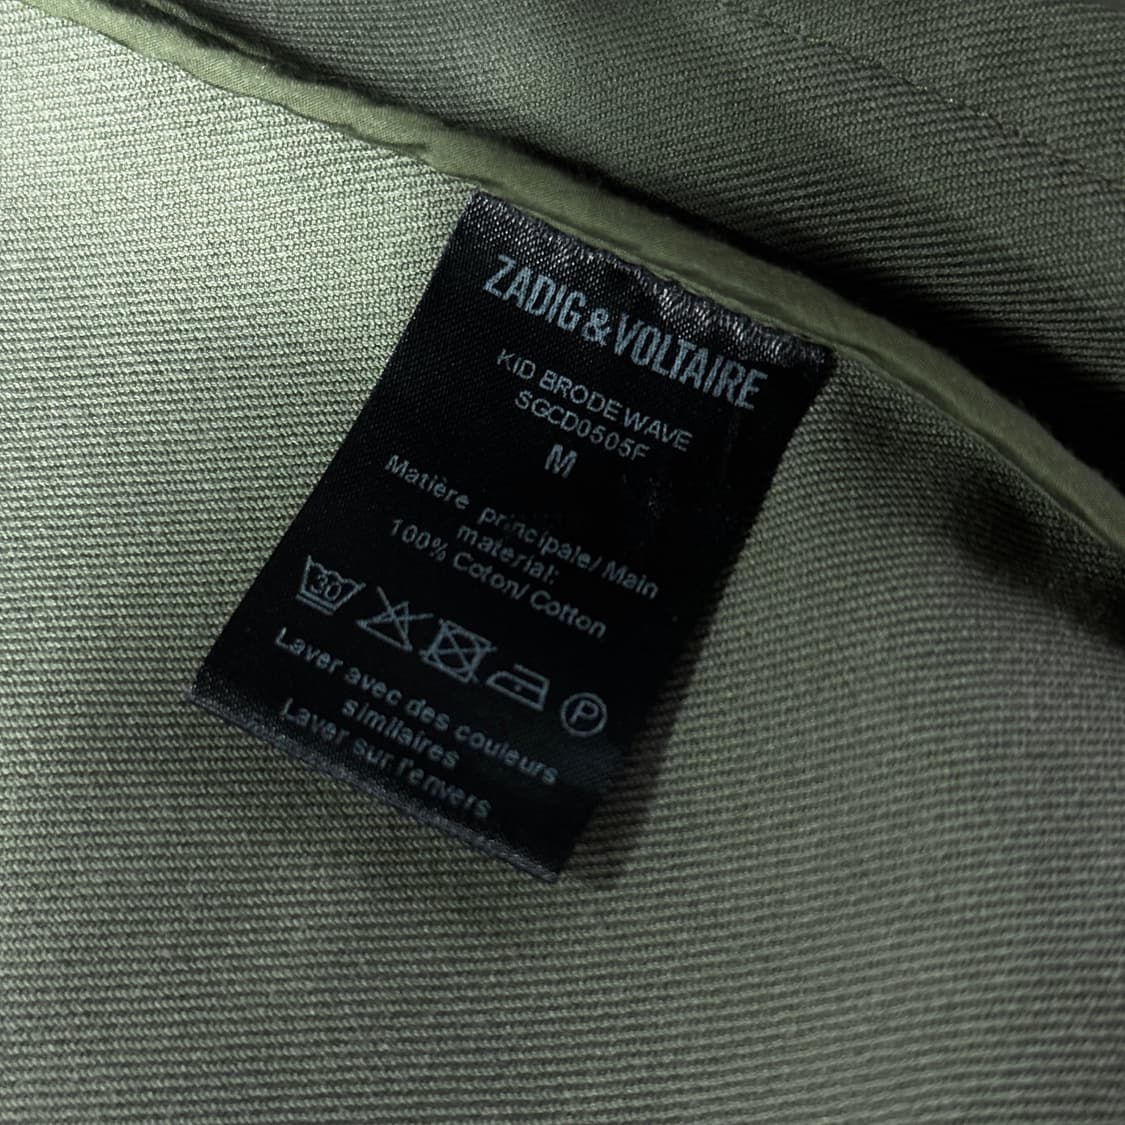 ZADIG&VOLTAIRE
KID BRODE WAVE
SGCD0505F
M
Matière principale/ Main
material:
100% Coton/ Cotton
30
P
Laver avec des couleurs
similaires
Laver sur l'envers